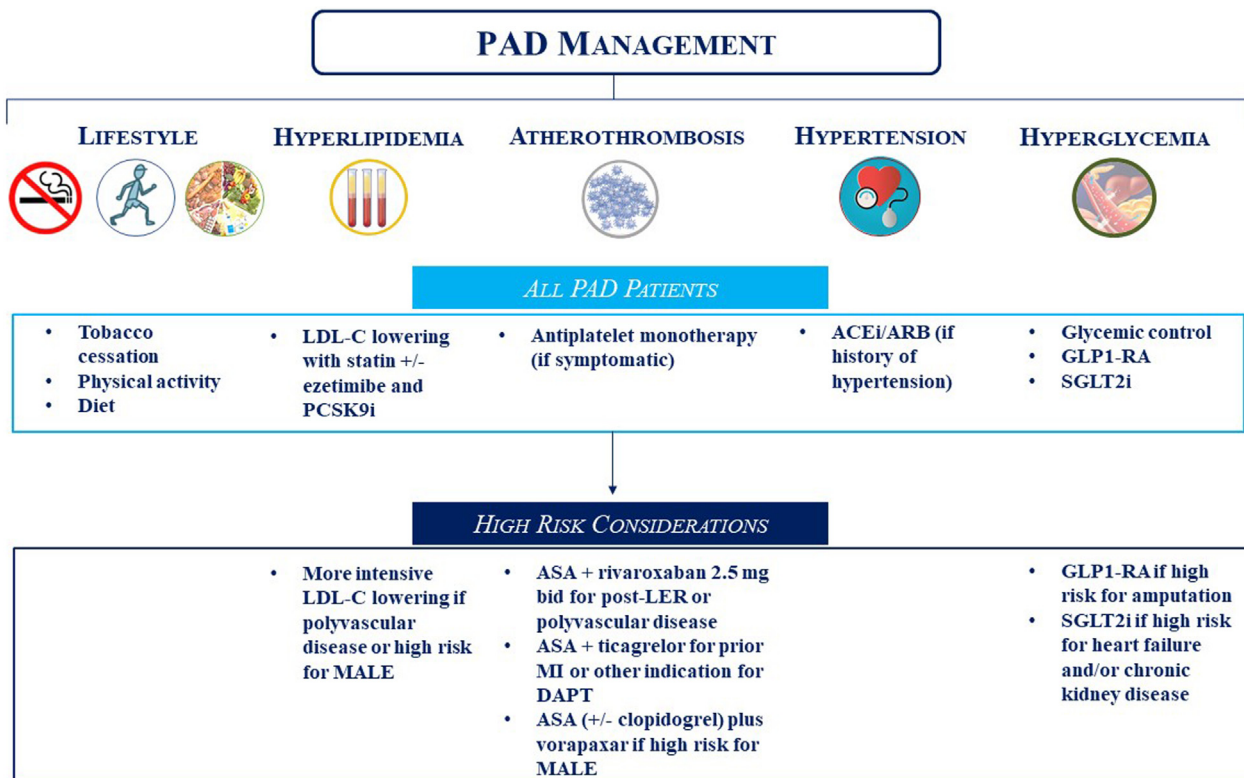 PAD MANAGEMENT
LIFESTYLE
HYPERLIPIDEMIA
ATHEROTHROMBOSIS
HYPERTENSION
HYPERGLYCEMIA
ALL PAD PATIENTS
• Tobacco
cessation
• Physical activity
• Diet
• LDL-C lowering
with statin +/-
ezetimibe and
PCSK9i
• Antiplatelet monotherapy
(if symptomatic)
• ACEi/ARB (if
history of
hypertension)
• Glycemic control
• GLP1-RA
• SGLT2i
HIGH RISK CONSIDERATIONS
• More intensive
LDL-C lowering if
polyvascular
disease or high risk
for MALE
• ASA + rivaroxaban 2.5 mg
bid for post-LER or
polyvascular disease
• ASA + ticagrelor for prior
MI or other indication for
DAPT
• ASA (+/- clopidogrel) plus
vorapaxar if high risk for
MALE
• GLP1-RA if high
risk for amputation
• SGLT2i if high risk
for heart failure
and/or chronic
kidney disease